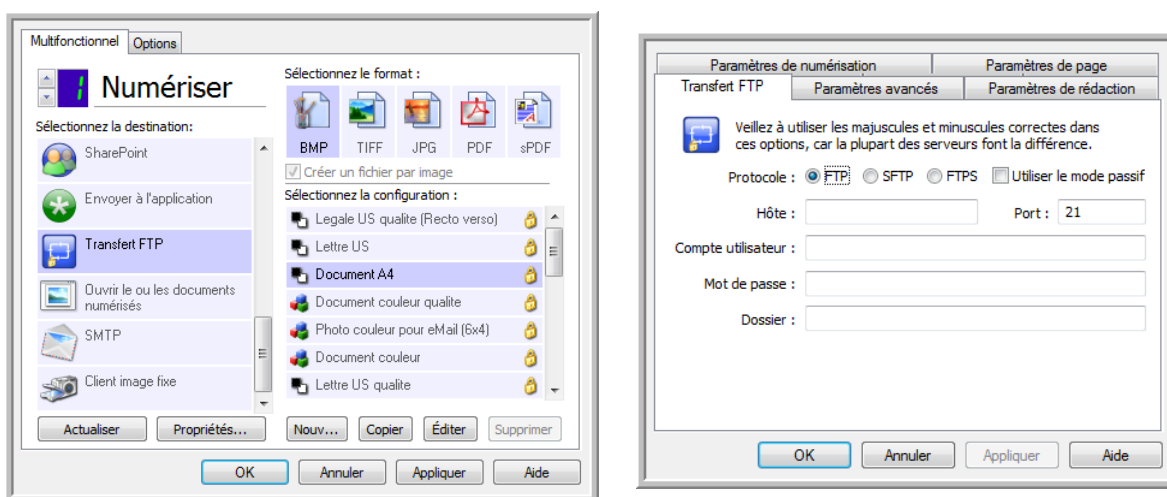 Multifonctionnel
Options
1
Numériser
Sélectionnez la destination:
SharePoint
Envoyer à l'application
Transfert FTP
Ouvrir le ou les documents
numérisés
SMTP
Client image fixe
Actualiser
Propriétés...
Sélectionnez le format :
BMP
TIFF
JPG
PDF
sPDF
Créer un fichier par image
Sélectionnez la configuration :
Legale US qualite (Recto verso)
Lettre US
Document A4
Document couleur qualite
Photo couleur pour eMail (6x4)
Document couleur
Lettre US qualite
Nouv...
Copier
Éditer
Supprimer
OK
Annuler
Appliquer
Aide
Paramètres de numérisation
Paramètres de page
Transfert FTP
Paramètres avancés
Paramètres de rédaction
Veillez à utiliser les majuscules et minuscules correctes dans
ces options, car la plupart des serveurs font la différence.
Protocole : FTP SFTP FTPS Utiliser le mode passif
Hôte :
Port : 21
Compte utilisateur :
Mot de passe :
Dossier :
OK
Annuler
Appliquer
Aide